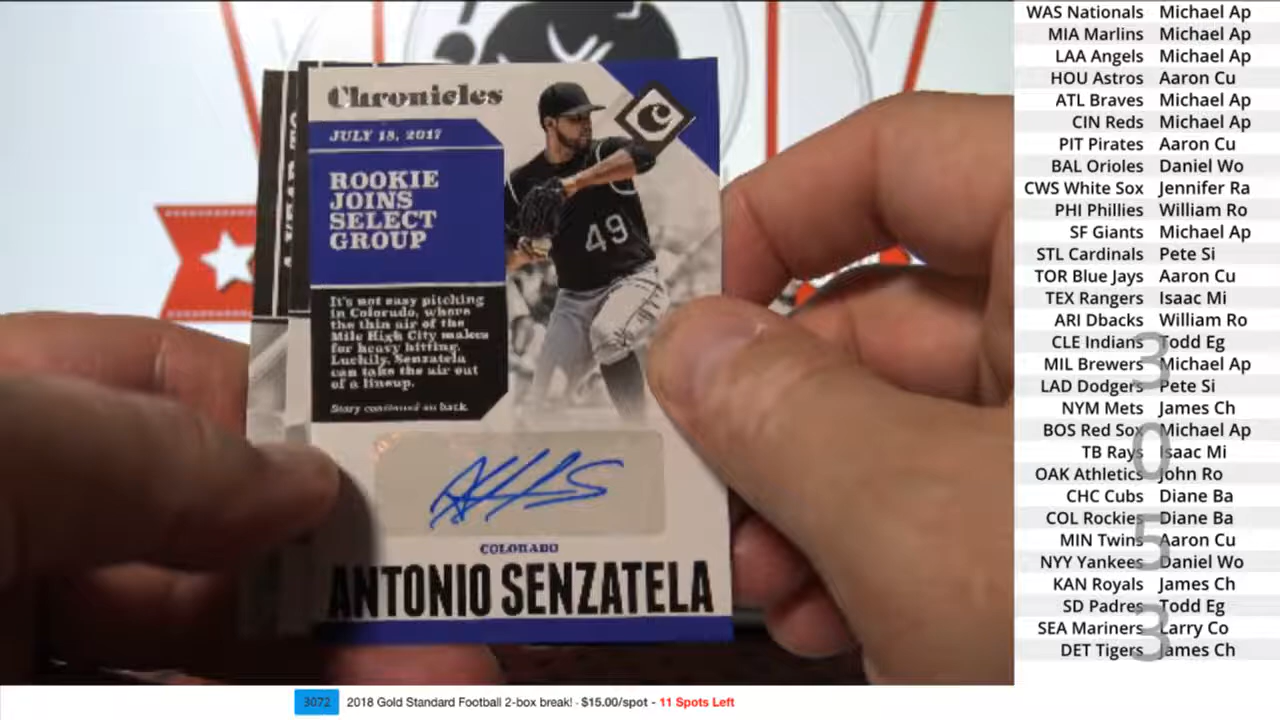 Chronicles
JULY 18, 2017
ROOKIE
JOINS
SELECT
GROUP
It's not easy pitching
in Colorado, where
the thin air of the
Mile High City makes
for heavy hitting.
Luckily, Senzatela
can take the air out
of a lineup.
Story continued on back
49
COLORADO
ANTONIO SENZATELA
WAS Nationals Michael Ap
MIA Marlins Michael Ap
LAA Angels Michael Ap
HOU Astros Aaron Cu
ATL Braves Michael Ap
CIN Reds Michael Ap
PIT Pirates Aaron Cu
BAL Orioles Daniel Wo
CWS White Sox Jennifer Ra
PHI Phillies William Ro
SF Giants Michael Ap
STL Cardinals Pete Si
TOR Blue Jays Aaron Cu
TEX Rangers Isaac Mi
ARI Dbacks William Ro
CLE Indians Todd Eg
MIL Brewers Michael Ap
LAD Dodgers Pete Si
NYM Mets James Ch
BOS Red Sox Michael Ap
TB Rays Isaac Mi
OAK Athletics John Ro
CHC Cubs Diane Ba
COL Rockies Diane Ba
MIN Twins Aaron Cu
NYY Yankees Daniel Wo
KAN Royals James Ch
SD Padres Todd Eg
SEA Mariners Larry Co
DET Tigers James Ch
3053
3072 2018 Gold Standard Football 2-box break! - $15.00/spot - 11 Spots Left